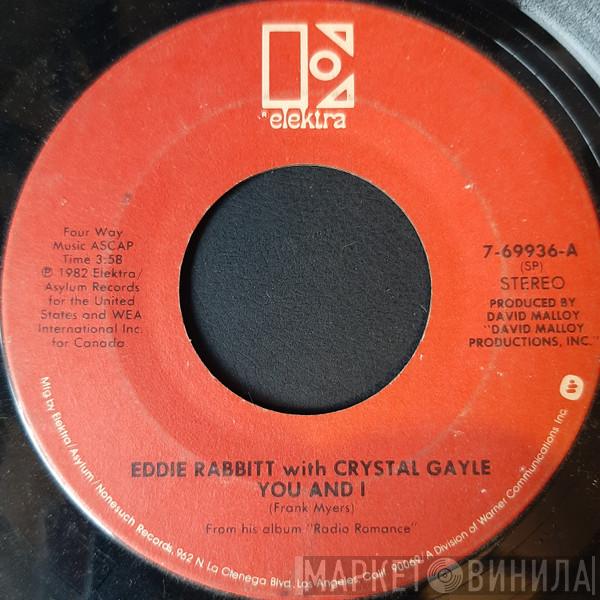 elektra
Four Way
Music ASCAP
Time 3:58
℗ 1982 Elektra/
Asylum Records
for the United
States and WEA
International Inc.
for Canada
7-69936-A
(SP)
STEREO
PRODUCED BY
DAVID MALLOY
"DAVID MALLOY
PRODUCTIONS, INC."
EDDIE RABBITT with CRYSTAL GAYLE
YOU AND I
(Frank Myers)
From his album "Radio Romance"
Mfg by Elektra/Asylum/Nonesuch Records, 962 N La Cienega Blvd, Los Angeles, Calif 90069/A Division of Warner Communications Inc.
МАРКЕТ ВИНИЛА